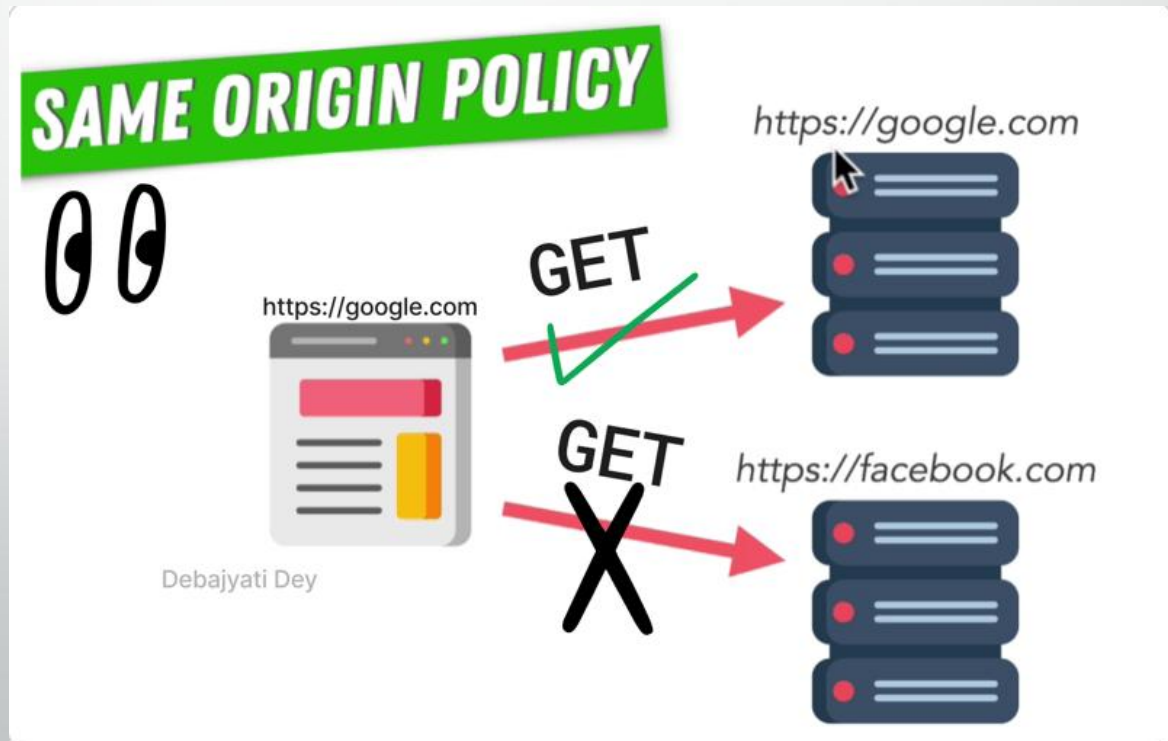 SAME ORIGIN POLICY
https://google.com
GET
https://google.com
GET
https://facebook.com
Debajyati Dey